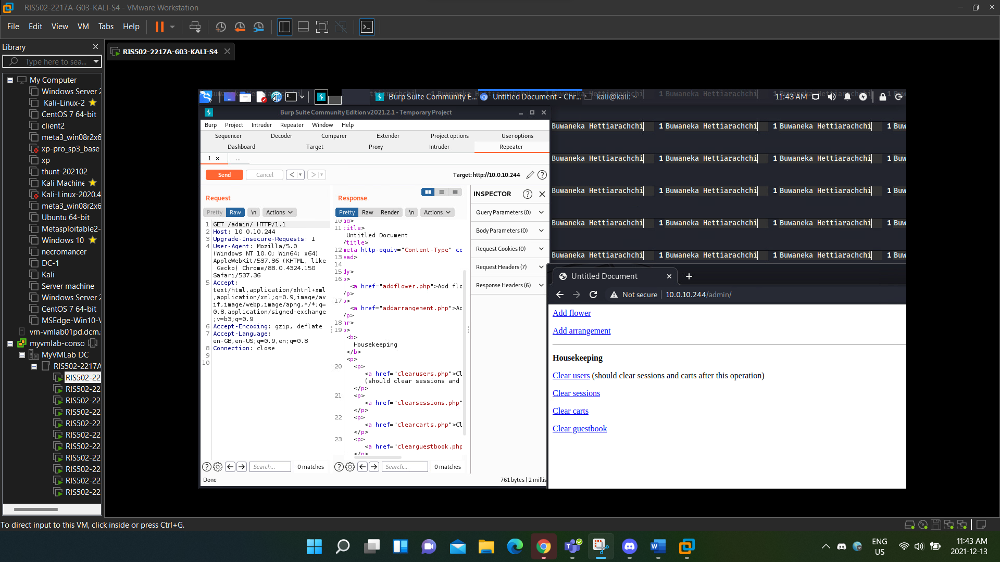 RIS502-2217A-G03-KALI-S4 - VMware Workstation
File Edit View VM Tabs Help
Library
Type here to sea...
RIS502-2217A-G03-KALI-S4
My Computer
Windows Server 2
Kali-Linux-2
CentOS 7 64-bit
client2
meta3_win08r2x6
xp-pro_sp3_base
xp
thunt-202102
Kali Machine
Kali-Linux-2020.4
meta3_win08r2x6
Ubuntu 64-bit
Metasploitable2-
Windows 10
necromancer
DC-1
Kali
Server machine
Windows Server 2
CentOS 7 64-bit
MSEdge-Win10-V
vm-vmlab01pd.dcm.
myvmlab-conso
MyVMLab DC
RIS502-2217A
RIS502-22
RIS502-22
RIS502-22
RIS502-22
RIS502-22
RIS502-22
RIS502-22
RIS502-22
RIS502-22
RIS502-22
RIS502-22
Burp Suite Community E...
Untitled Document - Chr...
kali@kali: ~
11:43 AM
Burp Suite Community Edition v2021.2.1 - Temporary Project
Burp Project Intruder Repeater Window Help
Sequencer Decoder Comparer Extender Project options User options
Dashboard Target Proxy Intruder Repeater
1 × ...
Send Cancel < > Target: http://10.0.10.244
Request
Pretty Raw \n Actions
1 GET /admin/ HTTP/1.1
2 Host: 10.0.10.244
3 Upgrade-Insecure-Requests: 1
4 User-Agent: Mozilla/5.0
(Windows NT 10.0; Win64; x64)
AppleWebKit/537.36 (KHTML, like
Gecko) Chrome/88.0.4324.150
Safari/537.36
5 Accept:
text/html,application/xhtml+xml
,application/xml;q=0.9,image/av
if,image/webp,image/apng,*/*;q=
0.8,application/signed-exchange
;v=b3;q=0.9
6 Accept-Encoding: gzip, deflate
7 Accept-Language:
en-GB,en-US;q=0.9,en;q=0.8
8 Connection: close
9
10
Search... 0 matches
Done
Response
Pretty Raw Render \n Actions
10 ad>
11 title>
Untitled Document
/title>
12 meta http-equiv="Content-Type" co
13 ead>
14
15 dy>
16 >
<a href="addflower.php">Add flo
/p>
17 >
<a href="addarrangement.php">Ad
/p>
18 hr>
19 >
<b>
Housekeeping
</b>
<p>
20 <p>
<a href="clearusers.php">Cl
(should clear sessions and
</p>
21 <p>
<a href="clearsessions.php"
</p>
22 <p>
<a href="clearcarts.php">Cl
</p>
23 <p>
<a href="clearguestbook.php
</p>
Search... 0 matches
761 bytes | 2 millis
INSPECTOR
Query Parameters (0)
Body Parameters (0)
Request Cookies (0)
Request Headers (7)
Response Headers (6)
Buwaneka Hettiarachchi 1 Buwaneka Hettiarachchi 1 Buwaneka Hettiarachchi 1 Buw
Buwaneka Hettiarachchi 1 Buwaneka Hettiarachchi 1 Buwaneka Hettiarachchi 1 Buw
Buwaneka Hettiarachchi 1 Buwaneka Hettiarachchi 1 Buwaneka Hettiarachchi 1 Buw
Buwaneka Hettiarachchi 1 Buwaneka Hettiarachchi 1 Buwaneka Hettiarachchi 1 Buw
Buwaneka Hettiarachchi 1 Buwaneka Hettiarachchi 1 Buwaneka Hettiarachchi 1 Buw
Untitled Document
Not secure 10.0.10.244/admin/
Add flower
Add arrangement
Housekeeping
Clear users (should clear sessions and carts after this operation)
Clear sessions
Clear carts
Clear guestbook
To direct input to this VM, click inside or press Ctrl+G.
ENG
US
11:43 AM
2021-12-13